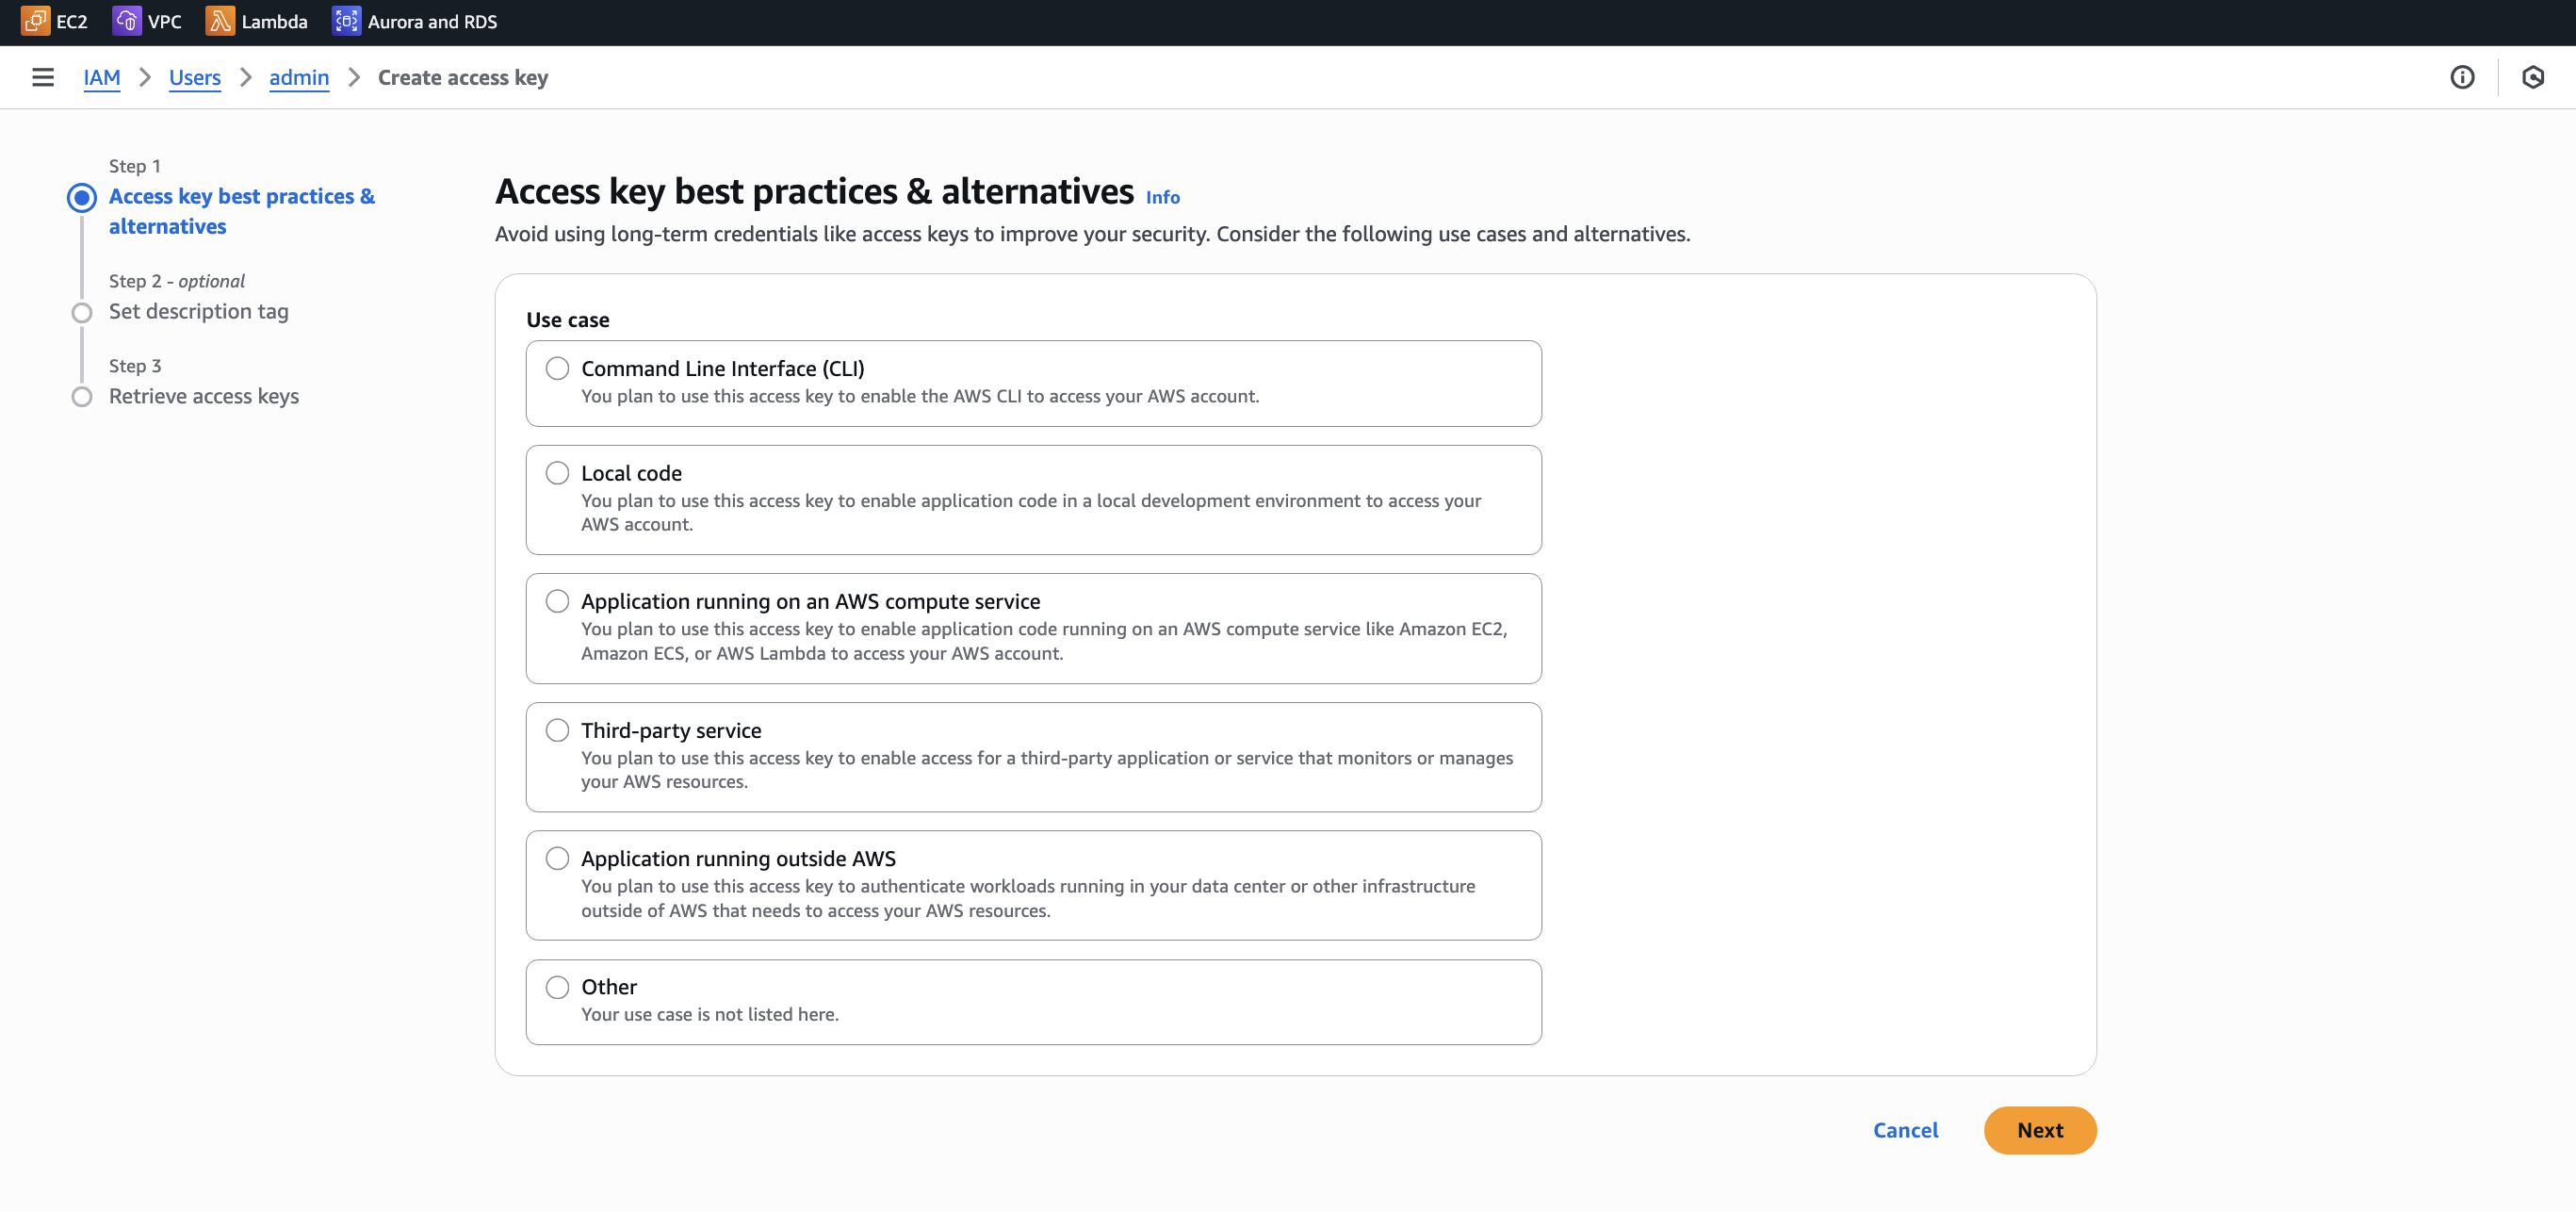 EC2 VPC Lambda Aurora and RDS
IAM Users admin Create access key
Step 1
Access key best practices &
alternatives
Step 2 - optional
Set description tag
Step 3
Retrieve access keys
Access key best practices & alternatives Info
Avoid using long-term credentials like access keys to improve your security. Consider the following use cases and alternatives.
Use case
Command Line Interface (CLI)
You plan to use this access key to enable the AWS CLI to access your AWS account.
Local code
You plan to use this access key to enable application code in a local development environment to access your
AWS account.
Application running on an AWS compute service
You plan to use this access key to enable application code running on an AWS compute service like Amazon EC2,
Amazon ECS, or AWS Lambda to access your AWS account.
Third-party service
You plan to use this access key to enable access for a third-party application or service that monitors or manages
your AWS resources.
Application running outside AWS
You plan to use this access key to authenticate workloads running in your data center or other infrastructure
outside of AWS that needs to access your AWS resources.
Other
Your use case is not listed here.
Cancel Next